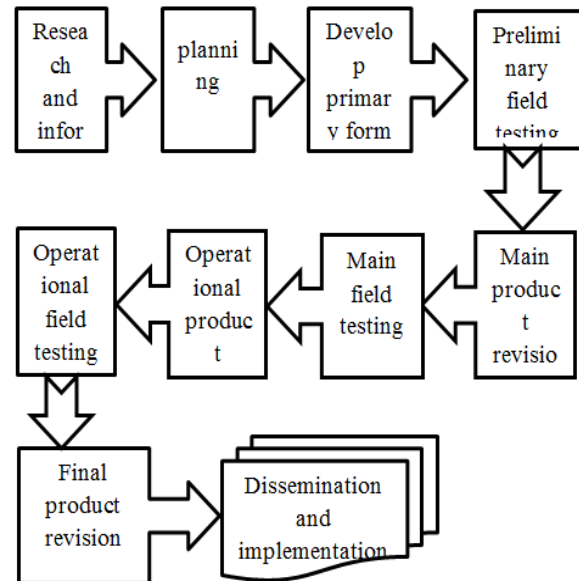 Resea
ch
and
infor
planni
ng
Develo
p
primar
y form
Prelimi
nary
field
testing
Main
produc
t
revisio
Main
field
testing
Operat
ional
produc
t
Operat
ional
field
testing
Final
product
revision
Dissemination
and
implementation